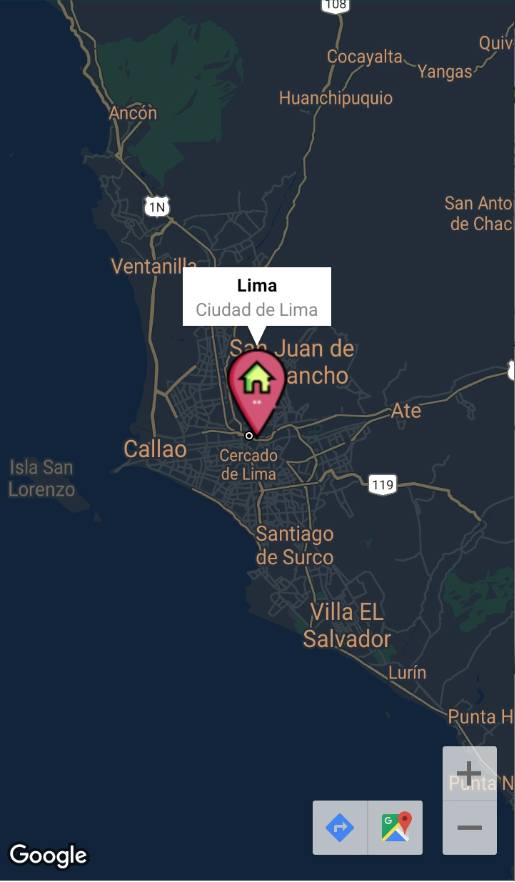 108
Quiv
Cocayalta
Yangas
Huanchipuquio
Ancón
San Anto
de Chac
1N
Ventanilla
Lima
Ciudad de Lima
San Juan de
ancho
Ate
Callao
Cercado
de Lima
Isla San
Lorenzo
119
Santiago
de Surco
Villa EL
Salvador
Lurín
Punta H
Punta N
G
Google